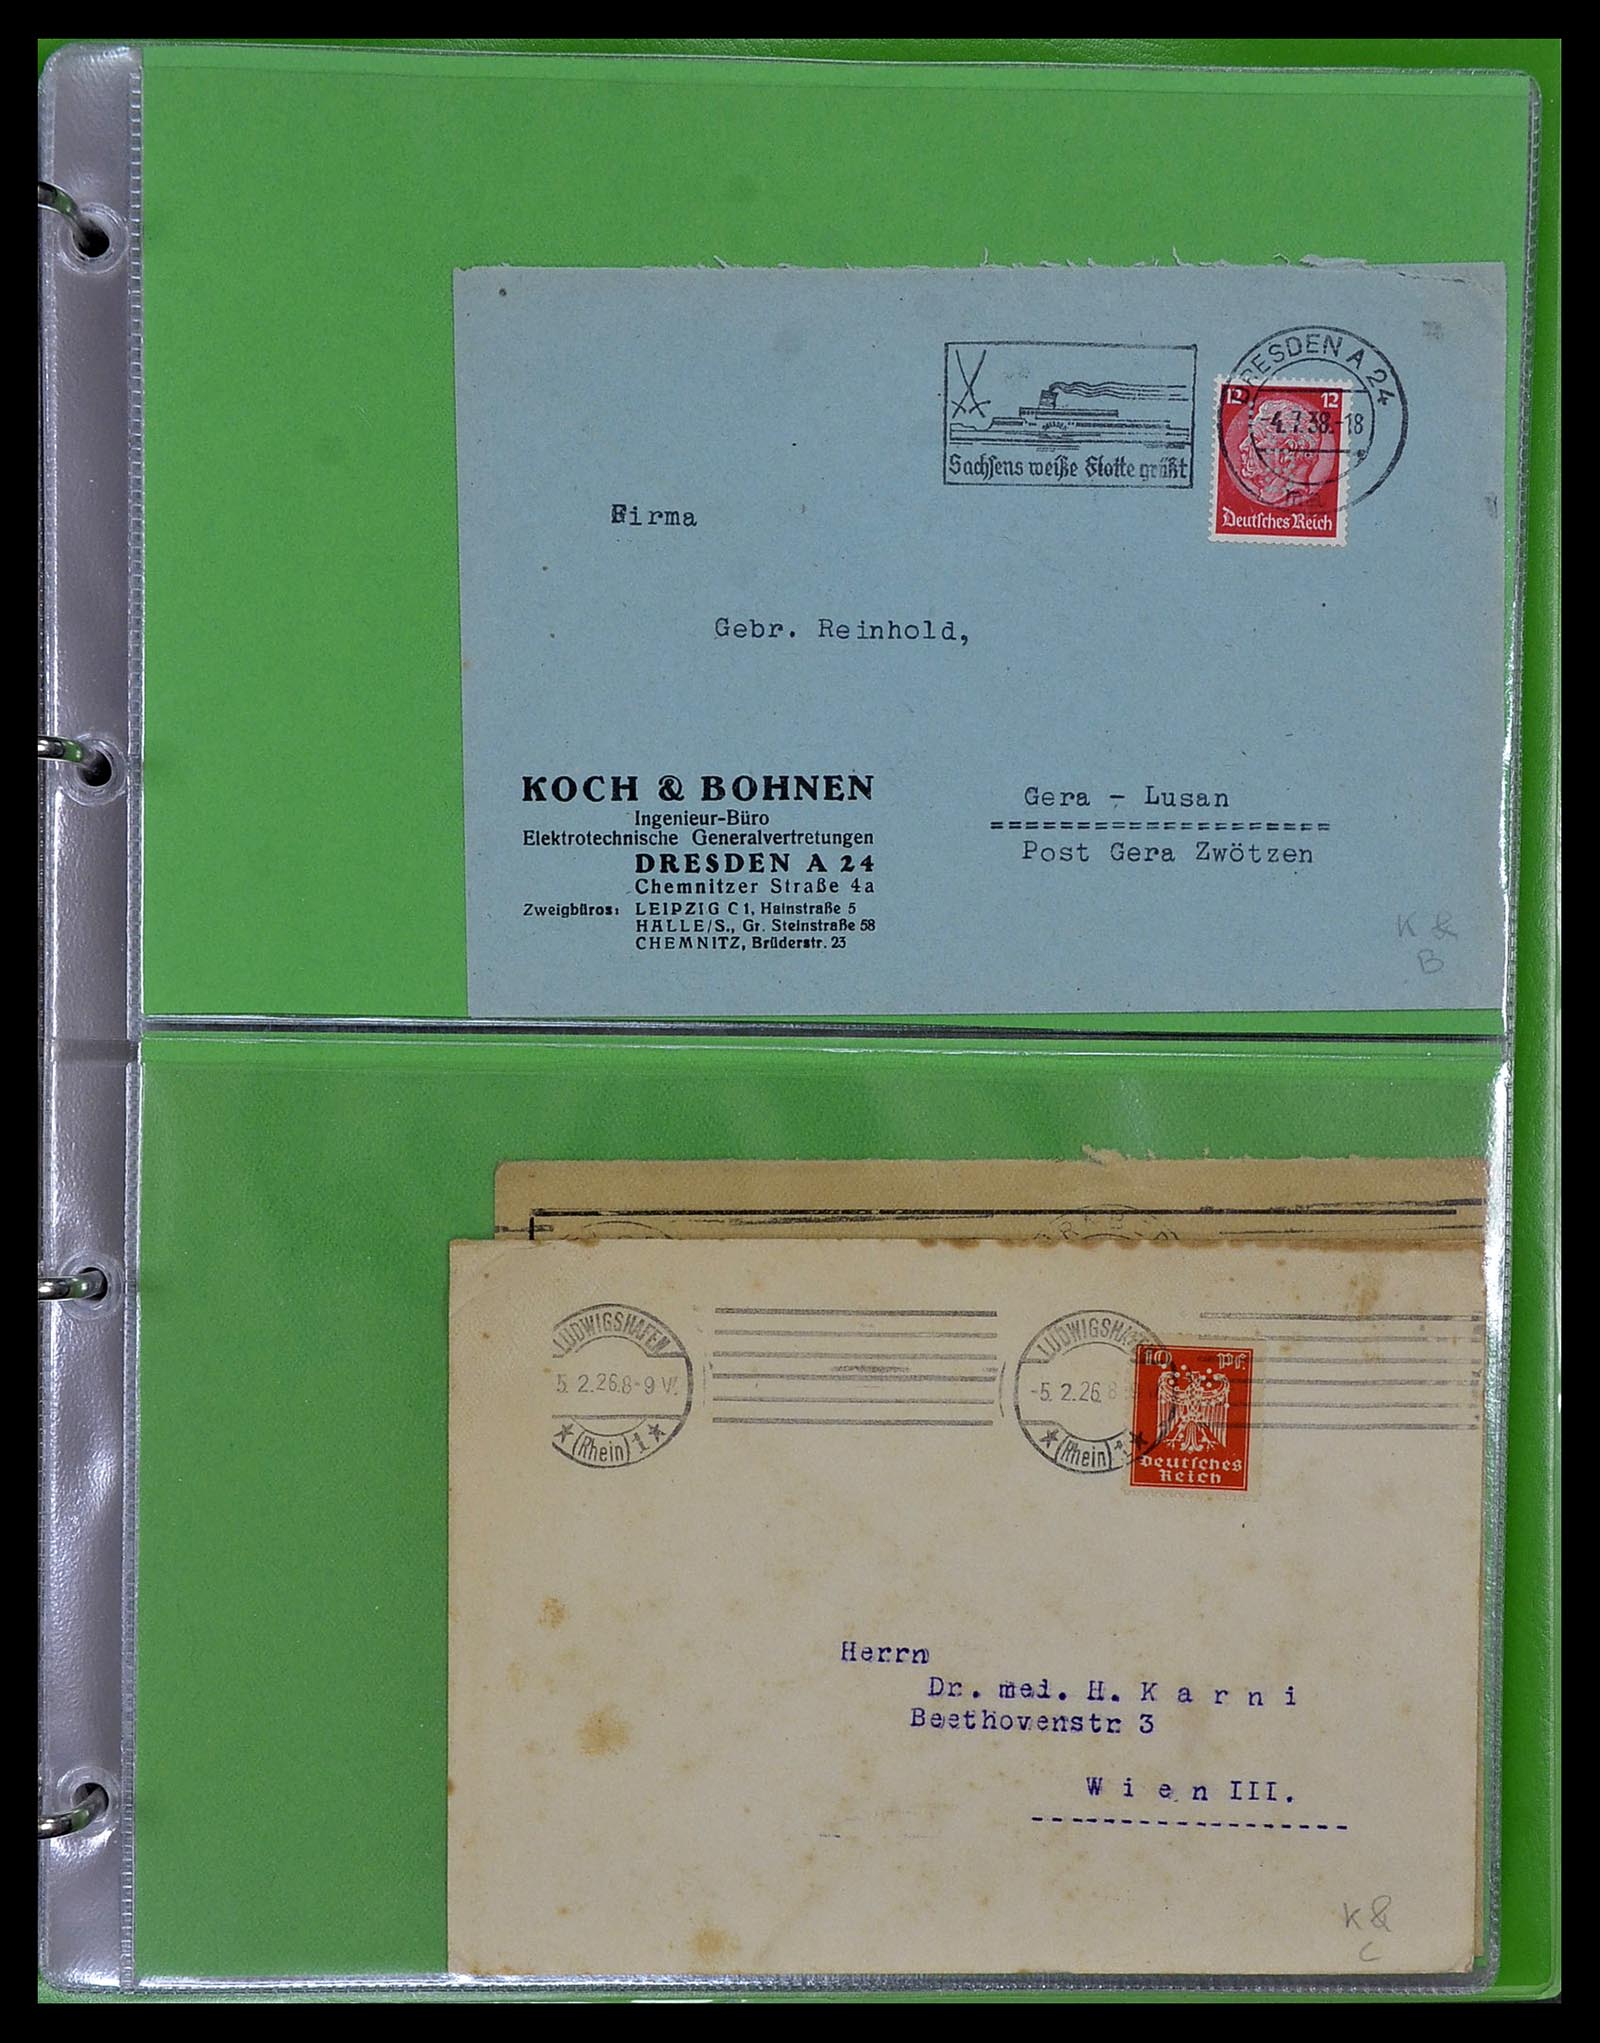 DRESDEN A 24
-4.7.38.-18
Sachsens weiße Flotte grüßt
12 12
Deutsches Reich
Firma
Gebr. Reinhold,
KOCH & BOHNEN
Ingenieur-Büro
Elektrotechnische Generalvertretungen
DRESDEN A 24
Chemnitzer Straße 4a
Zweigbüros: LEIPZIG C 1, Hainstraße 5
HALLE/S., Gr. Steinstraße 58
CHEMNITZ, Brüderstr. 23
Gera - Lusan
Post Gera Zwötzen
K &
B
LUDWIGSHAFEN
5. 2.26.8-9 V.
(Rhein) 1
LUDWIGSHAFEN
-5. 2.26. 8
(Rhein)
10 Pf
Deutsches
Reich
Herrn
Dr. med. H. Karni
Beethovenstr. 3
Wien III.
K &
C